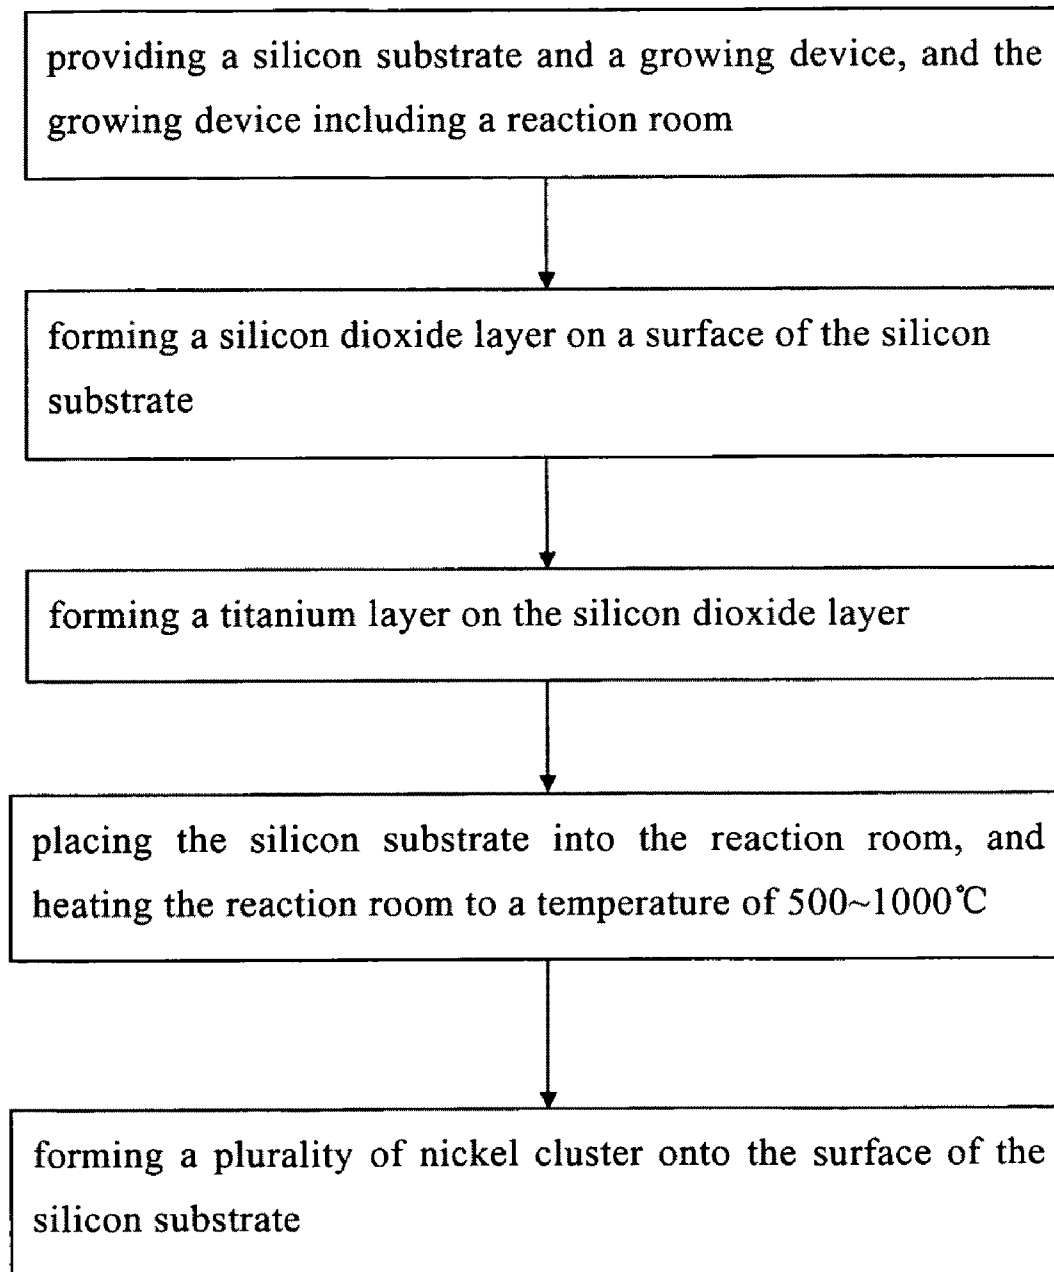 providing a silicon substrate and a growing device, and the
growing device including a reaction room
forming a silicon dioxide layer on a surface of the silicon
substrate
forming a titanium layer on the silicon dioxide layer
placing the silicon substrate into the reaction room, and
heating the reaction room to a temperature of 500~1000℃
forming a plurality of nickel cluster onto the surface of the
silicon substrate